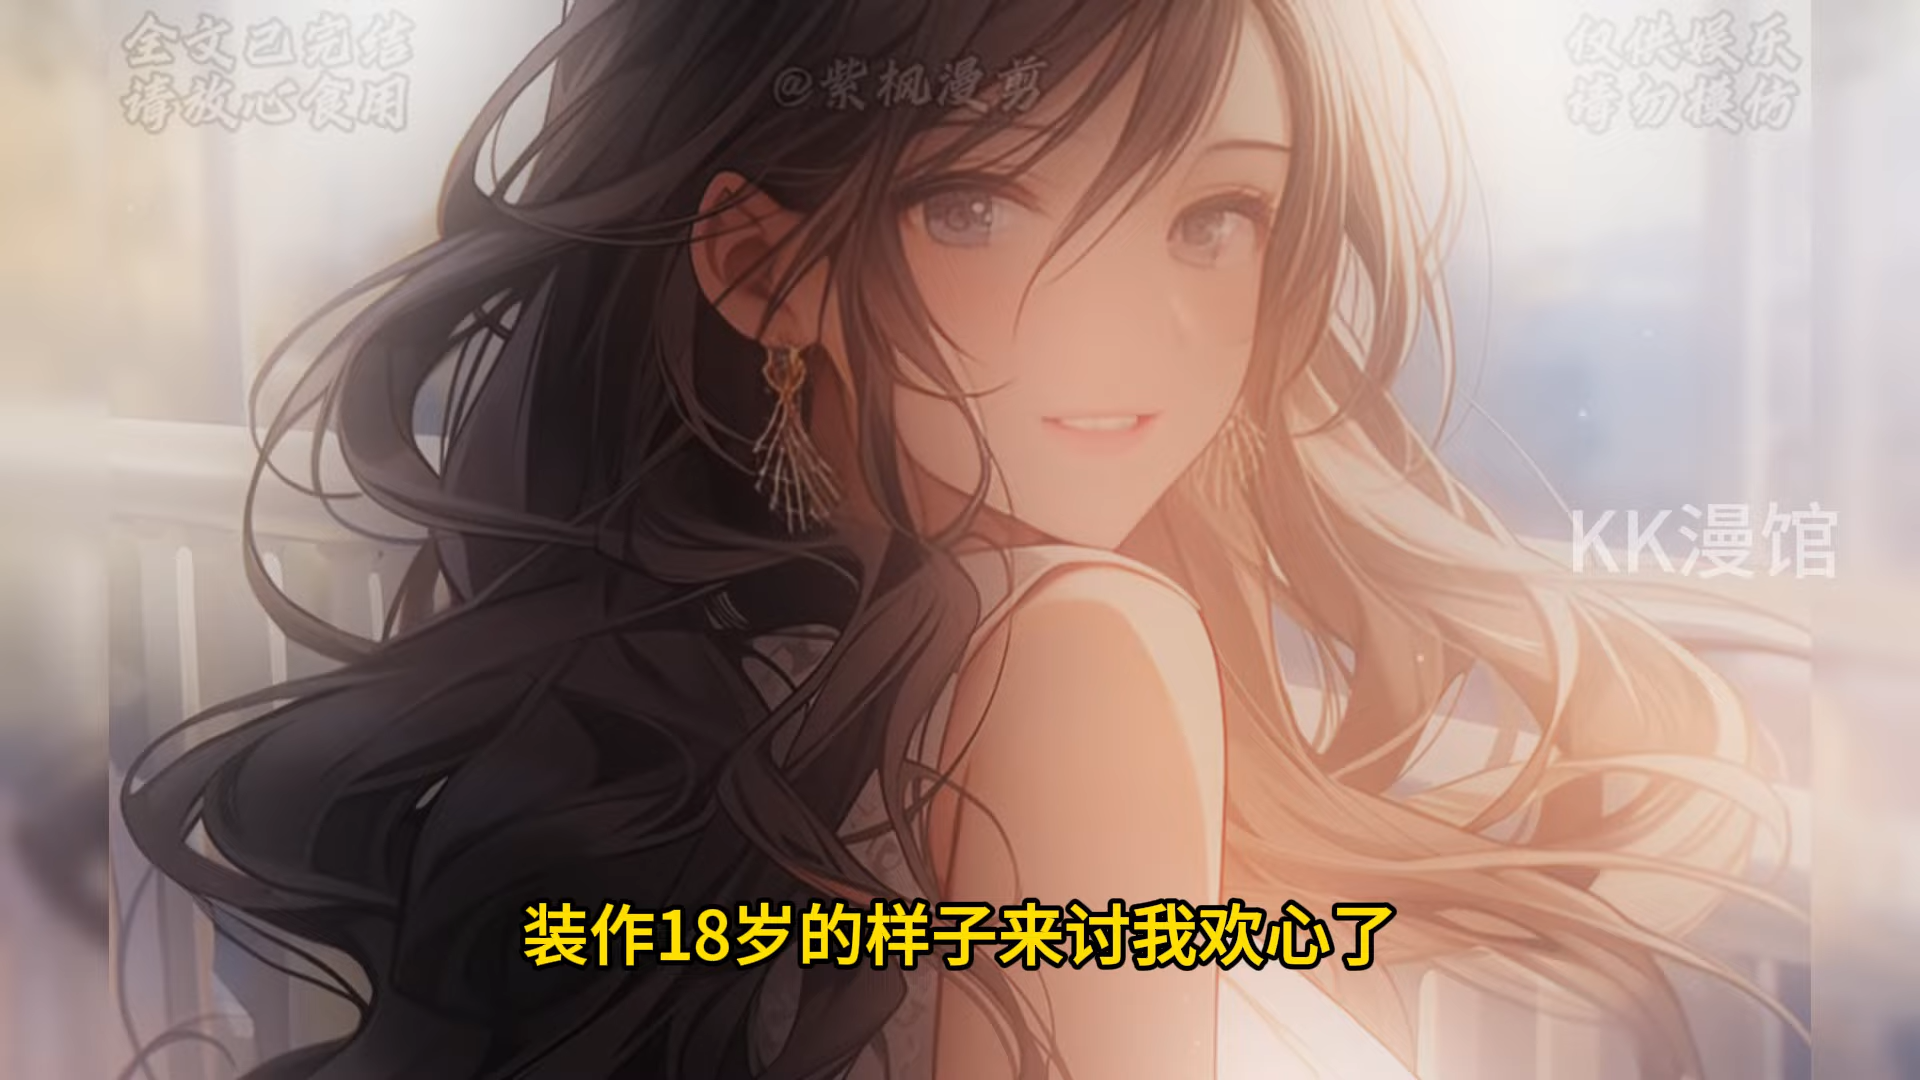 全文已完结
请放心食用
@紫枫漫剪
仅供娱乐
请勿模仿
KK漫馆
装作18岁的样子来讨我欢心了